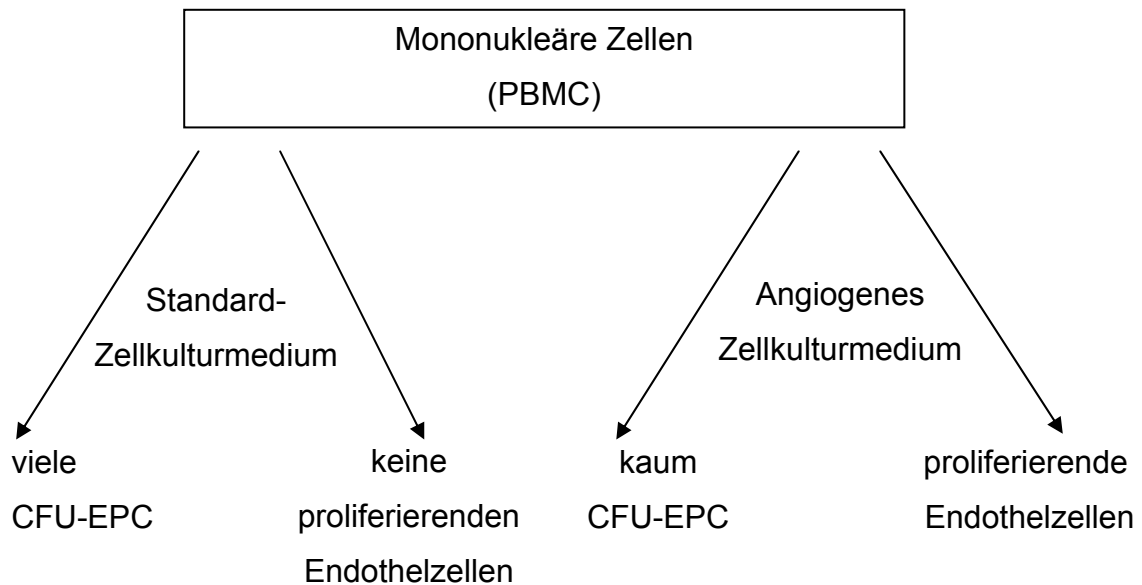 Mononukleäre Zellen
(PBMC)
Standard-
Zellkulturmedium
Angiogenes
Zellkulturmedium
viele
CFU-EPC
keine
proliferierenden
Endothelzellen
kaum
CFU-EPC
proliferierende
Endothelzellen